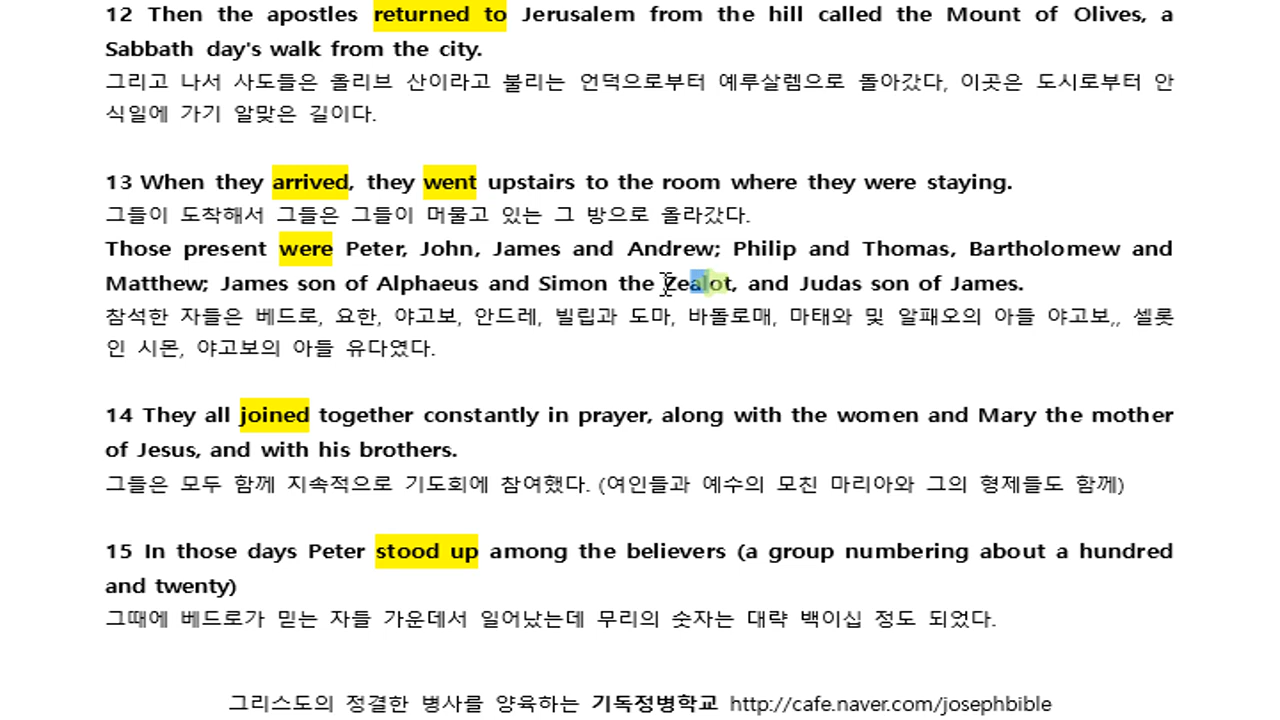 12 Then the apostles returned to Jerusalem from the hill called the Mount of Olives, a
Sabbath day's walk from the city.
그리고 나서 사도들은 올리브 산이라고 불리는 언덕으로부터 예루살렘으로 돌아갔다, 이곳은 도시로부터 안
식일에 가기 알맞은 길이다.
13 When they arrived, they went upstairs to the room where they were staying.
그들이 도착해서 그들은 그들이 머물고 있는 그 방으로 올라갔다.
Those present were Peter, John, James and Andrew; Philip and Thomas, Bartholomew and
Matthew; James son of Alphaeus and Simon the Zealot, and Judas son of James.
참석한 자들은 베드로, 요한, 야고보, 안드레, 빌립과 도마, 바돌로매, 마태와 및 알패오의 아들 야고보,, 셀롯
인 시몬, 야고보의 아들 유다였다.
14 They all joined together constantly in prayer, along with the women and Mary the mother
of Jesus, and with his brothers.
그들은 모두 함께 지속적으로 기도회에 참여했다. (여인들과 예수의 모친 마리아와 그의 형제들도 함께)
15 In those days Peter stood up among the believers (a group numbering about a hundred
and twenty)
그때에 베드로가 믿는 자들 가운데서 일어났는데 무리의 숫자는 대략 백이십 정도 되었다.
그리스도의 정결한 병사를 양육하는 기독정병학교 http://cafe.naver.com/josephbible